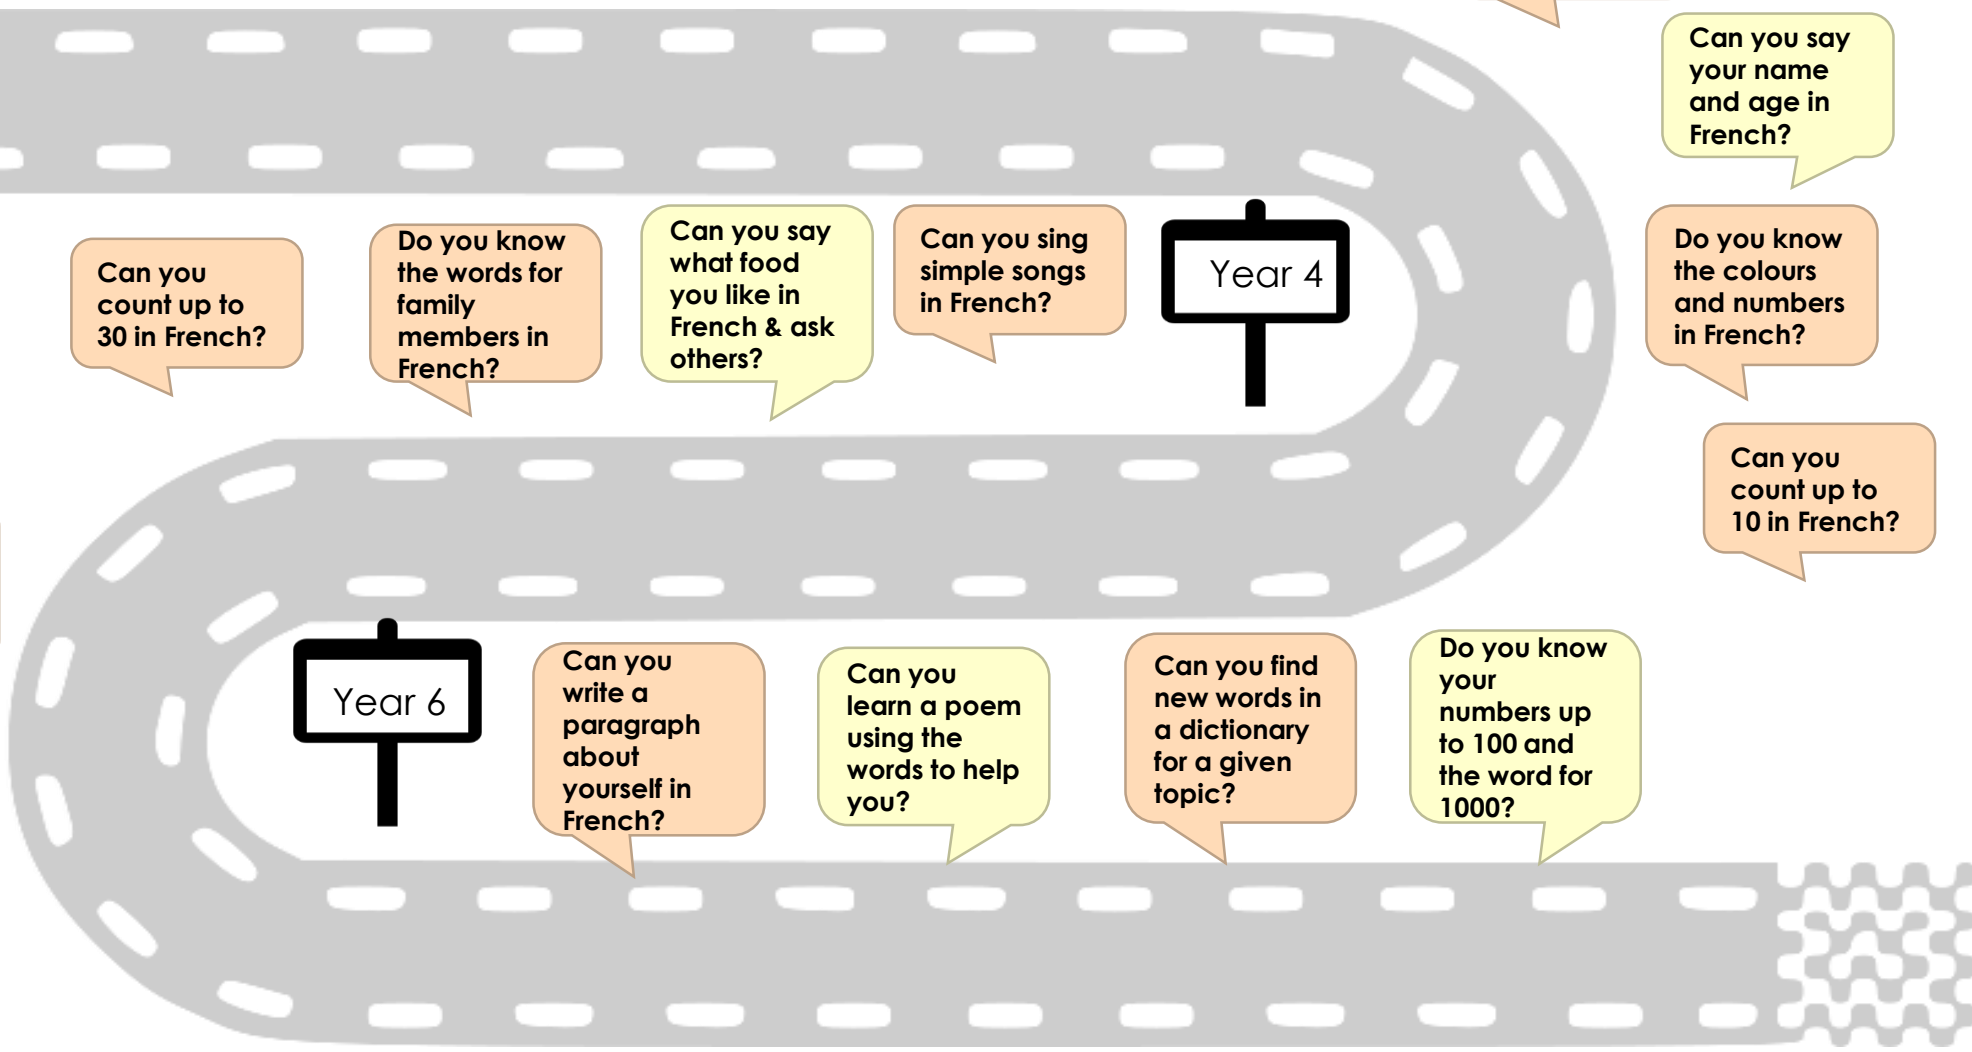 Can you say
your name
and age in
French?
Can you
count up to
30 in French?
Do you know
the words for
family
members in
French?
Can you say
what food
you like in
French & ask
others?
Can you sing
simple songs
in French?
Year 4
Do you know
the colours
and numbers
in French?
Can you
count up to
10 in French?
Year 6
Can you
write a
paragraph
about
yourself in
French?
Can you
learn a poem
using the
words to help
you?
Can you find
new words in
a dictionary
for a given
topic?
Do you know
your
numbers up
to 100 and
the word for
1000?